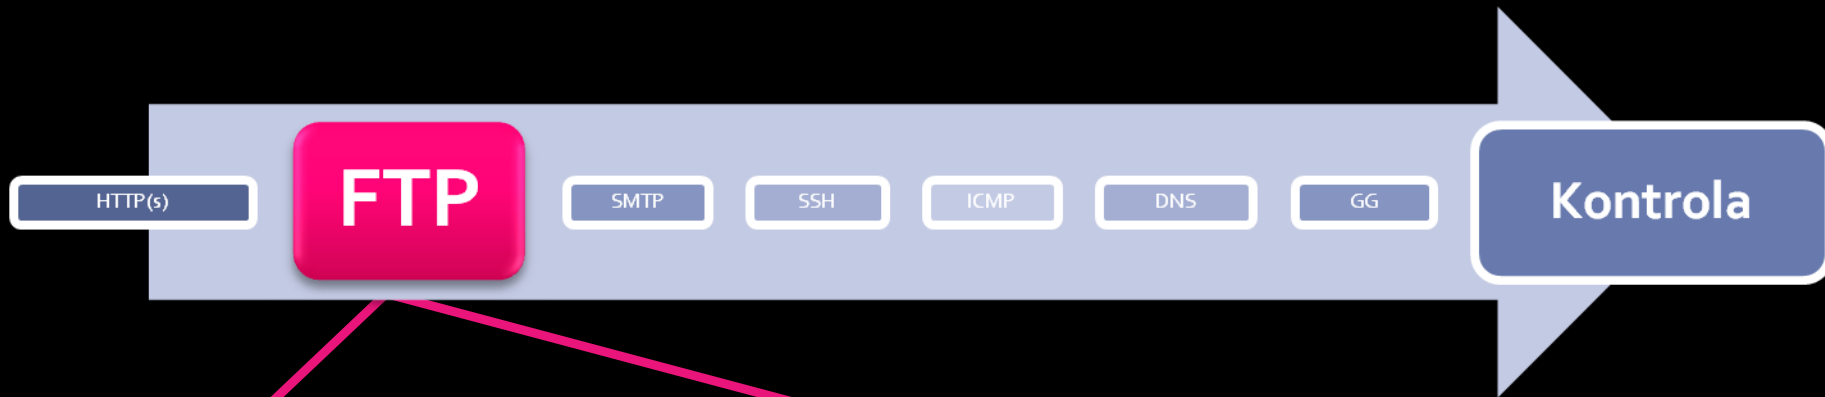 HTTP(s)
FTP
SMTP
SSH
ICMP
DNS
GG
Kontrola